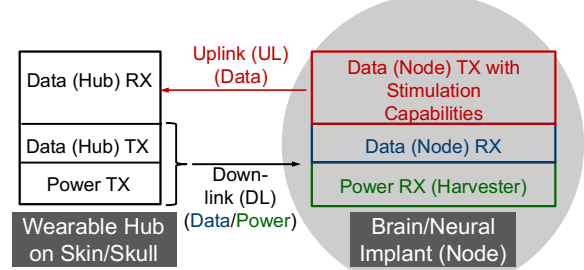 Data (Hub) RX
Data (Hub) TX
Power TX
Wearable Hub
on Skin/Skull
Uplink (UL)
(Data)
Down-
link (DL)
(Data/Power)
Data (Node) TX with
Stimulation
Capabilities
Data (Node) RX
Power RX (Harvester)
Brain/Neural
Implant (Node)